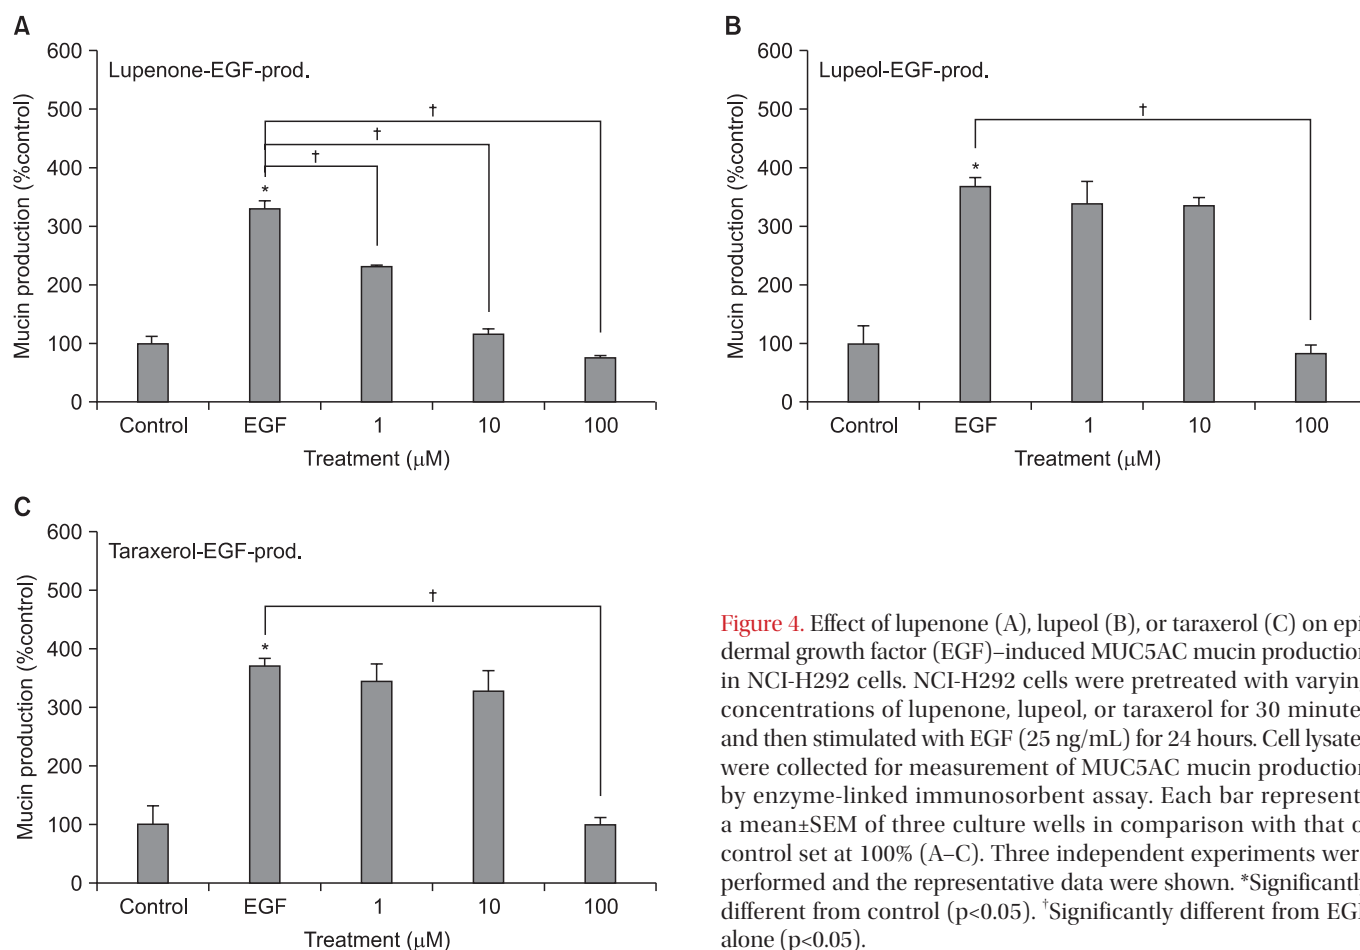 A
600
500
400
300
200
100
0
Mucin production (%control)
Lupenone-EGF-prod.
†
†
†
*
Control EGF 1 10 100
Treatment (μM)
B
600
500
400
300
200
100
0
Mucin production (%control)
Lupeol-EGF-prod.
†
*
Control EGF 1 10 100
Treatment (μM)
C
600
500
400
300
200
100
0
Mucin production (%control)
Taraxerol-EGF-prod.
†
*
Control EGF 1 10 100
Treatment (μM)
Figure 4. Effect of lupenone (A), lupeol (B), or taraxerol (C) on epi
dermal growth factor (EGF)–induced MUC5AC mucin production
in NCI-H292 cells. NCI-H292 cells were pretreated with varyin
concentrations of lupenone, lupeol, or taraxerol for 30 minute
and then stimulated with EGF (25 ng/mL) for 24 hours. Cell lysate
were collected for measurement of MUC5AC mucin production
by enzyme-linked immunosorbent assay. Each bar represent
a mean±SEM of three culture wells in comparison with that o
control set at 100% (A–C). Three independent experiments wer
performed and the representative data were shown. *Significantly
different from control (p<0.05). †Significantly different from EGF
alone (p<0.05).